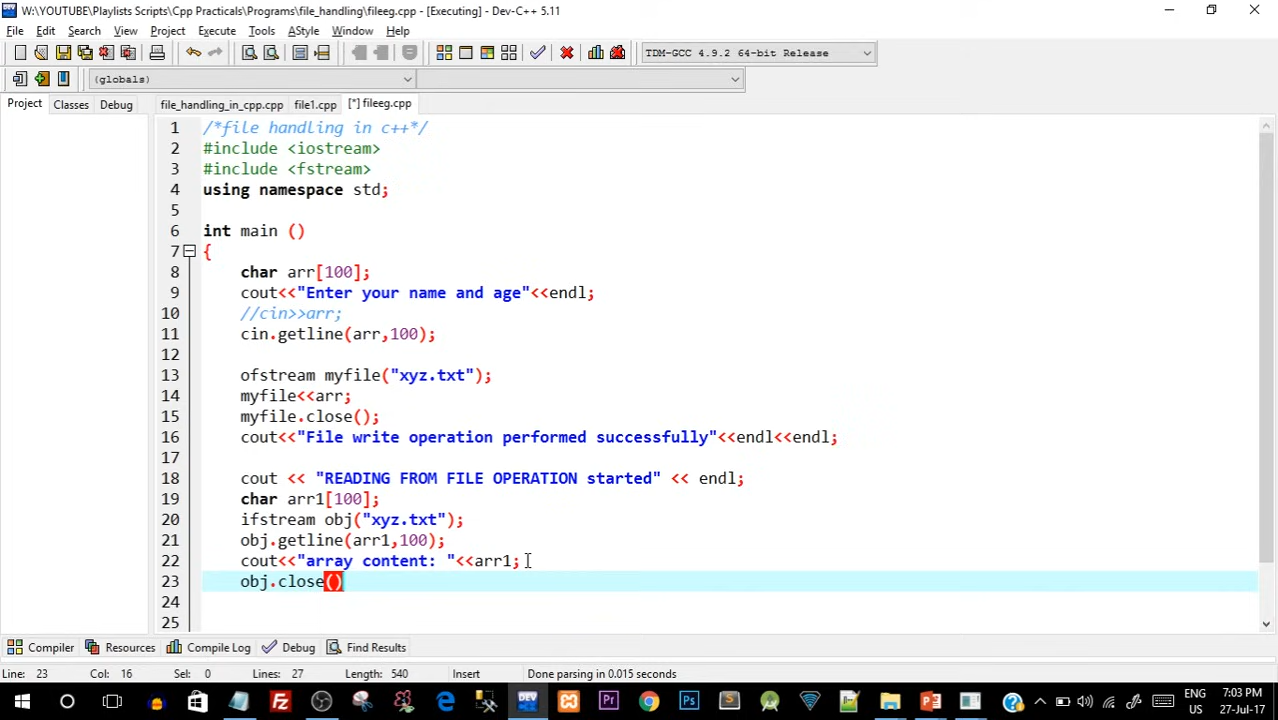 W:\YOUTUBE\Playlists Scripts\Cpp Practicals\Programs\file_handling\fileeg.cpp - [Executing] - Dev-C++ 5.11
File Edit Search View Project Execute Tools AStyle Window Help
TDM-GCC 4.9.2 64-bit Release
(globals)
Project Classes Debug file_handling_in_cpp.cpp file1.cpp [*] fileeg.cpp
1 /*file handling in c++*/
2 #include <iostream>
3 #include <fstream>
4 using namespace std;
5
6 int main ()
7 {
8 char arr[100];
9 cout<<"Enter your name and age"<<endl;
10 //cin>>arr;
11 cin.getline(arr,100);
12
13 ofstream myfile("xyz.txt");
14 myfile<<arr;
15 myfile.close();
16 cout<<"File write operation performed successfully"<<endl<<endl;
17
18 cout << "READING FROM FILE OPERATION started" << endl;
19 char arr1[100];
20 ifstream obj("xyz.txt");
21 obj.getline(arr1,100);
22 cout<<"array content: "<<arr1;
23 obj.close()
24
25
Compiler Resources Compile Log Debug Find Results
Line: 23 Col: 16 Sel: 0 Lines: 27 Length: 540 Insert Done parsing in 0.015 seconds
ENG 7:03 PM
US 27-Jul-17